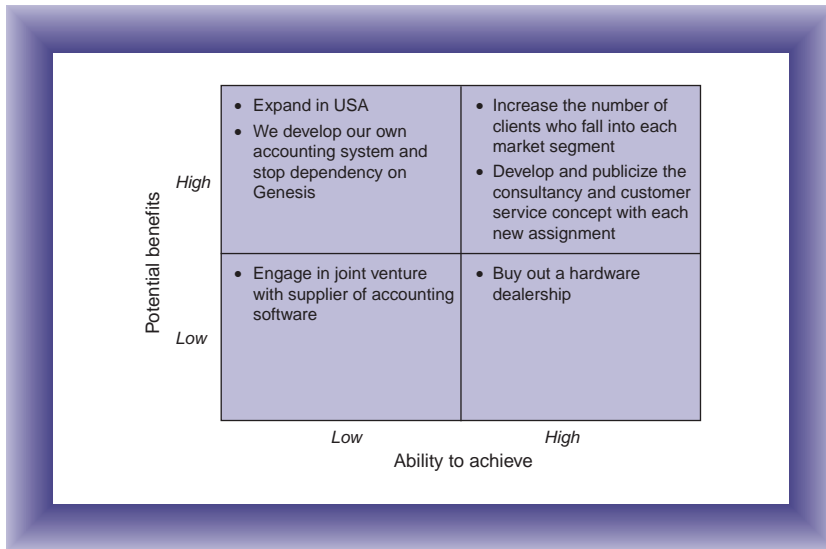 • Expand in USA
• We develop our own
accounting system and
stop dependency on
Genesis
• Increase the number of
clients who fall into each
market segment
• Develop and publicize the
consultancy and customer
service concept with each
new assignment
High
Potential benefits
• Engage in joint venture
with supplier of accounting
software
• Buy out a hardware
dealership
Low
Low
High
Ability to achieve